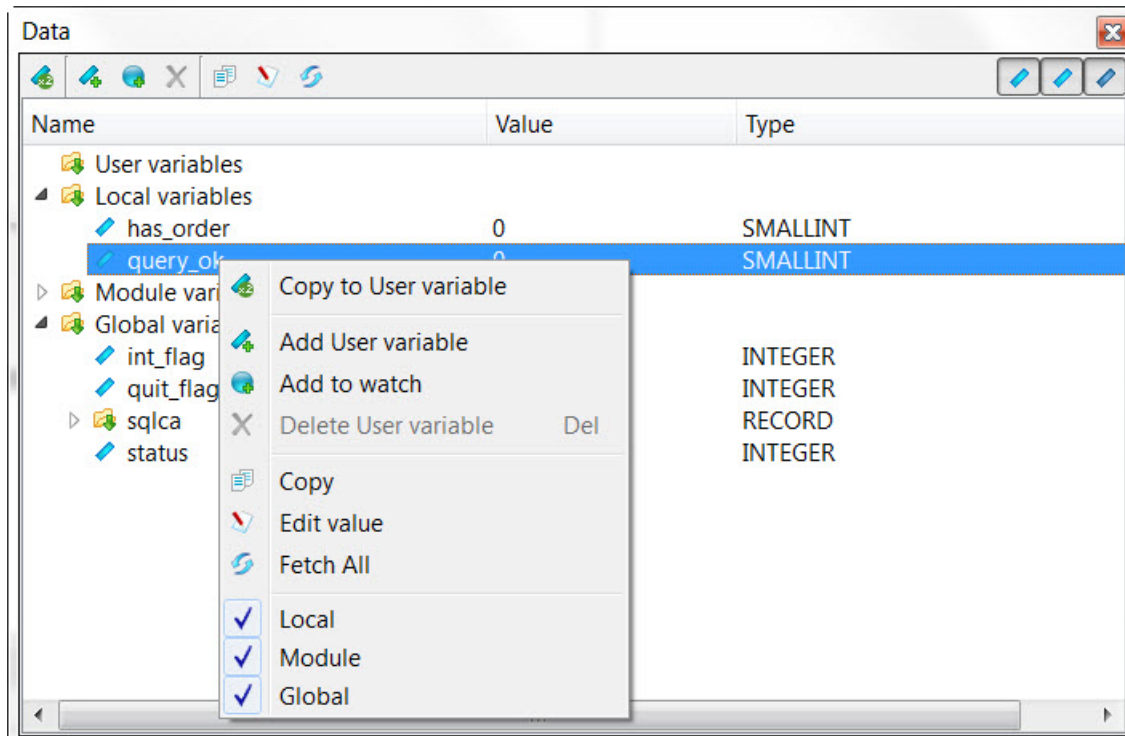 Data
Name Value Type
User variables
Local variables
has_order 0 SMALLINT
query_ok SMALLINT
Module vari
Global varia
int_flag INTEGER
quit_flag INTEGER
sqlca RECORD
status INTEGER
Copy to User variable
Add User variable
Add to watch
Delete User variable Del
Copy
Edit value
Fetch All
Local
Module
Global